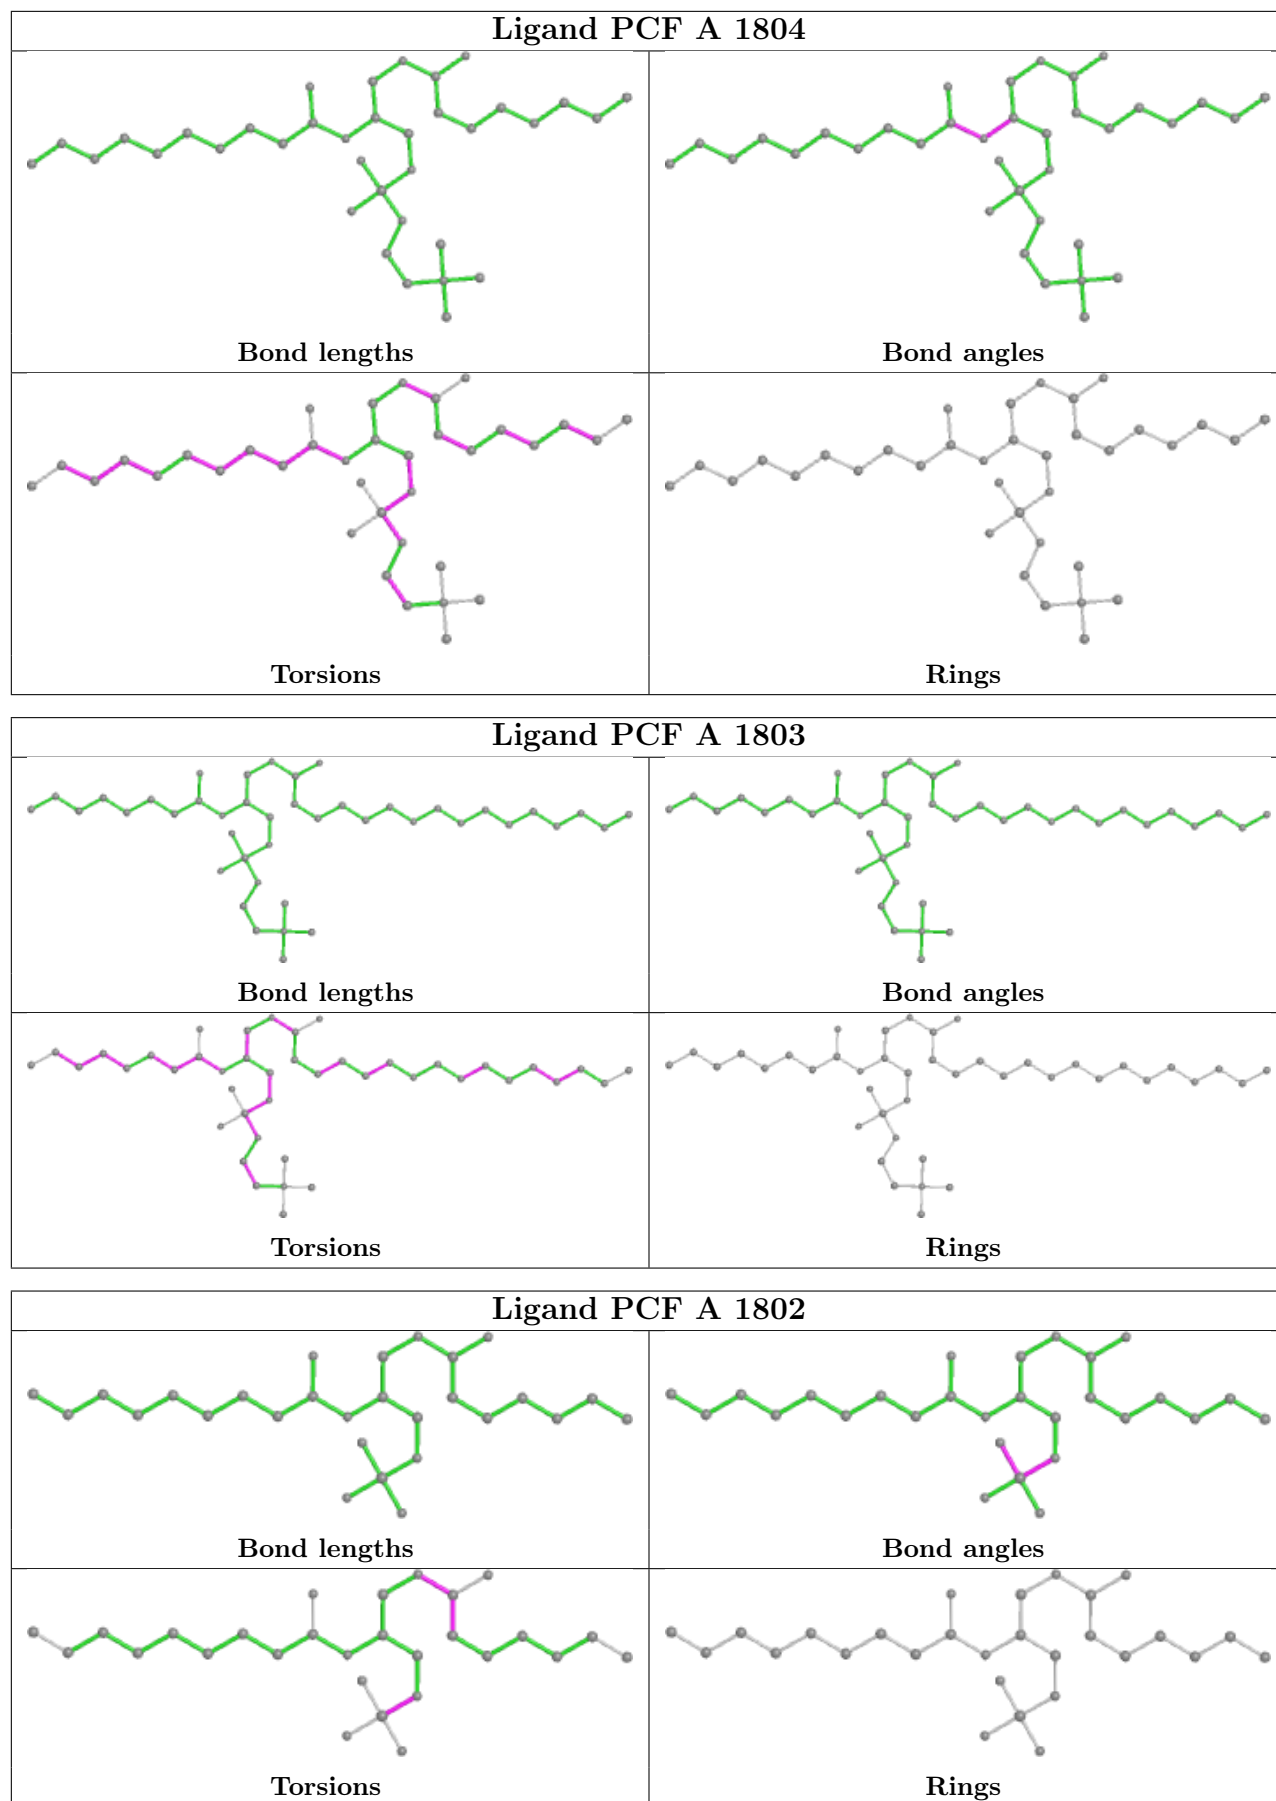 Ligand PCF A 1804
Bond lengths
Bond angles
Torsions
Rings
Ligand PCF A 1803
Bond lengths
Bond angles
Torsions
Rings
Ligand PCF A 1802
Bond lengths
Bond angles
Torsions
Rings